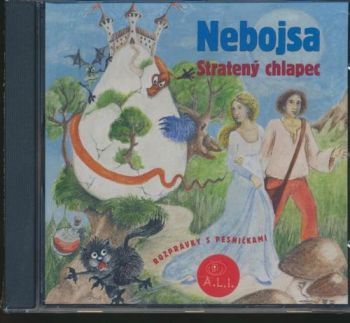 Nebojsa
Stratený chlapec
ROZPRÁVKY S PESNIČKAMI
A.L.I.